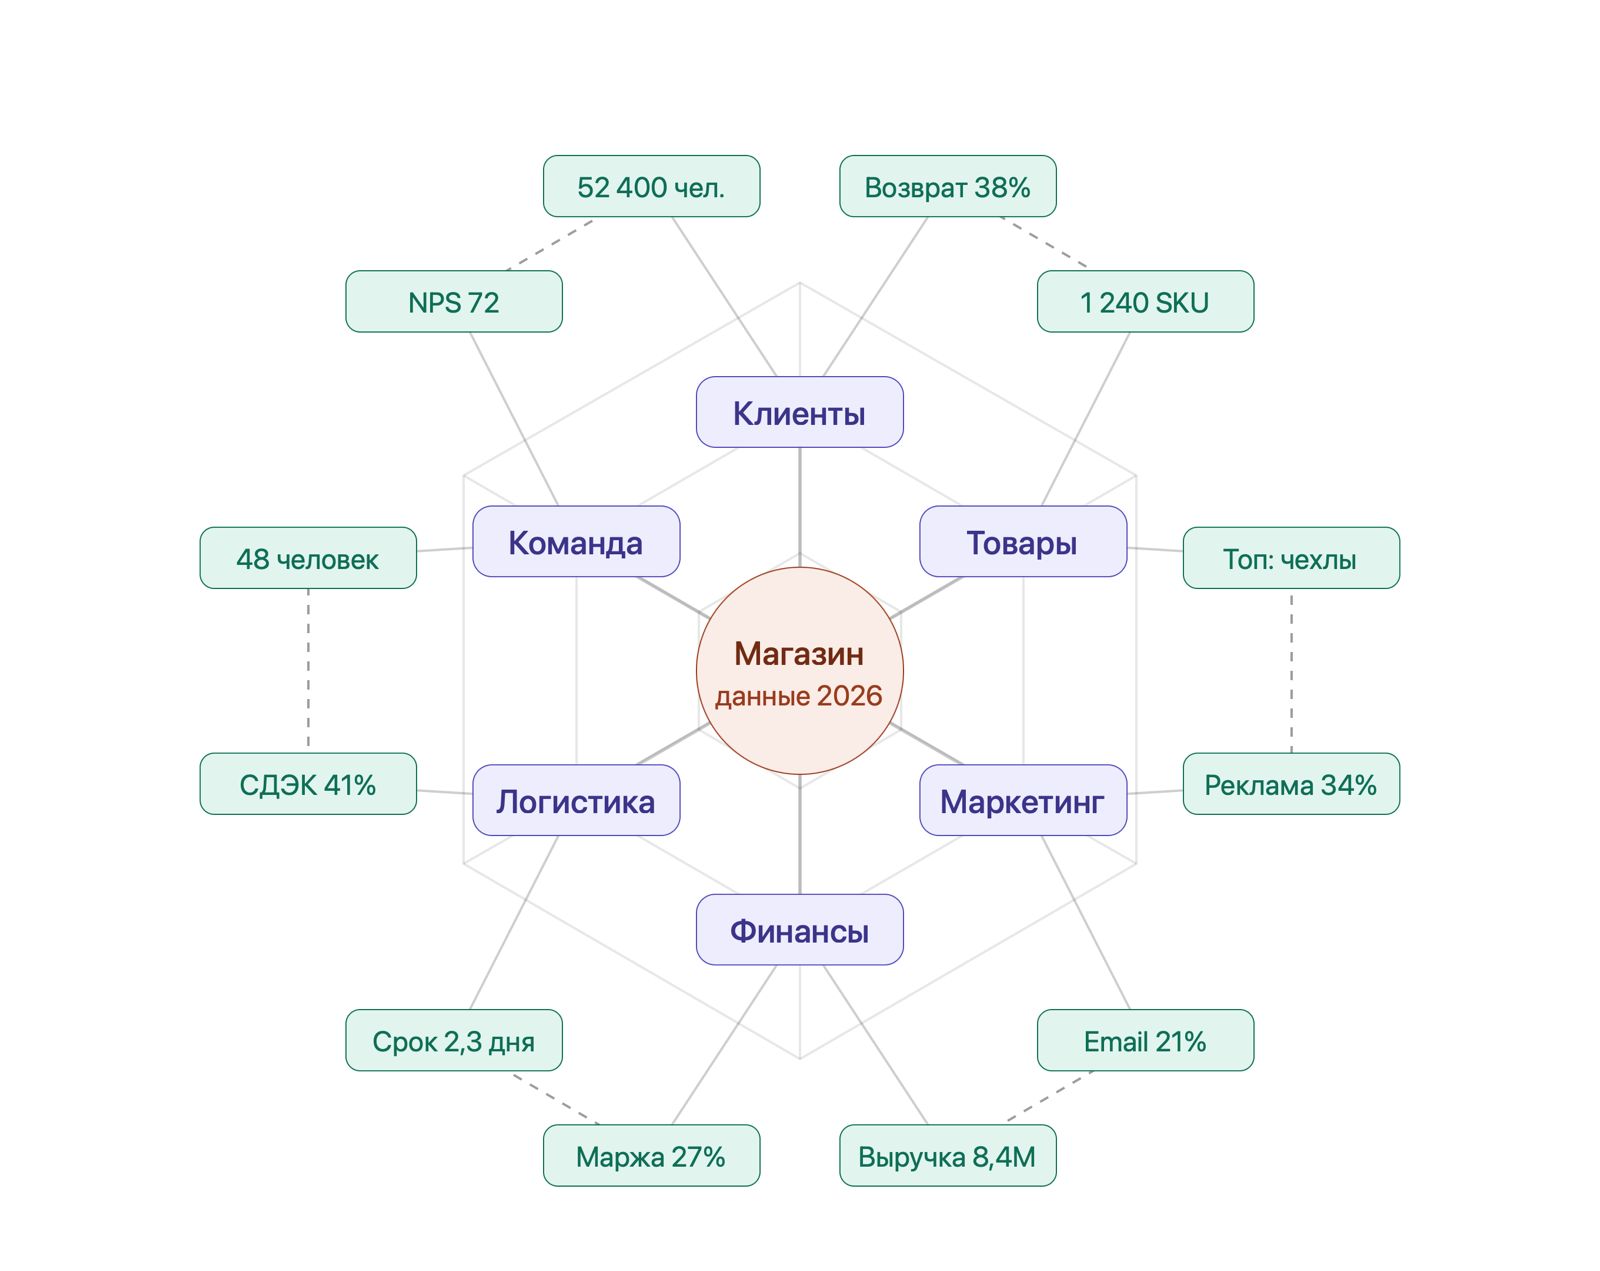 52 400 чел.
Возврат 38%
NPS 72
1 240 SKU
Клиенты
Команда
Товары
48 человек
Топ: чехлы
Магазин
данные 2026
СДЭК 41%
Логистика
Маркетинг
Реклама 34%
Финансы
Срок 2,3 дня
Email 21%
Маржа 27%
Выручка 8,4М